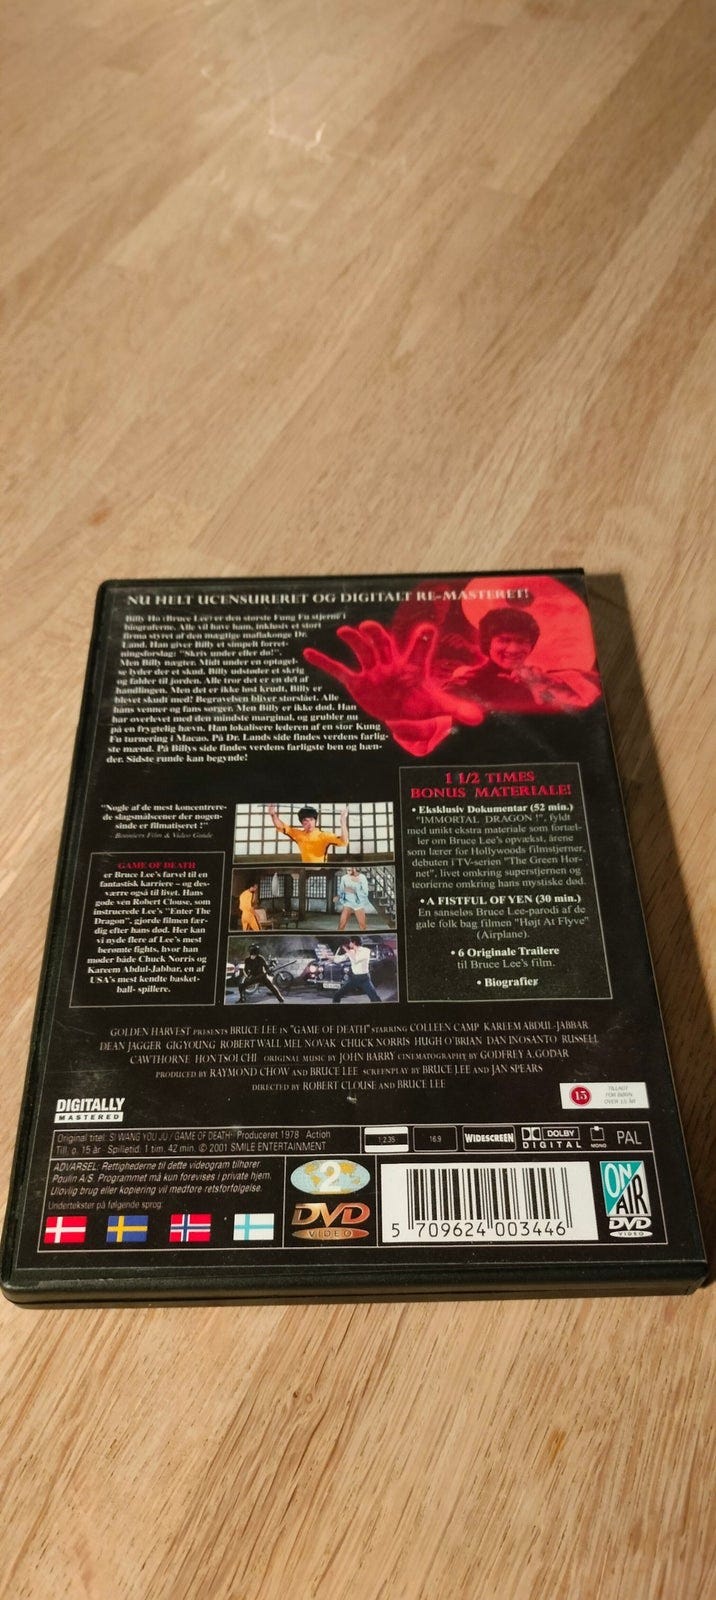 NU HELT UCENSURERET OG DIGITALT RE-MASTERET!
Billy Ho (Bruce Lee) er den største Fung Fu stjerne i
biograferne. Alle vil have ham, inklusiv et stort
firma styret af den mægtige mafiakonge Dr.
Land. Han giver Billy et simpelt forret-
ningsforslag: "Skriv under eller dø!".
Men Billy nægter. Midt under en optagel-
se lyder der et skud. Billy udstøder et skrig
og falder til jorden. Alle tror det er en del af
handlingen. Men det er ikke løst krudt, Billy er
blevet skudt med! Begravelsen bliver storslået. Alle
hans venner og fans sørger. Men Billy er ikke død. Han
har overlevet med den mindste marginal, og grubler nu
på en frygtelig hævn. Han lokalisere lederen af en stor Kung
Fu turnering i Macao. På Dr. Lands side findes verdens farlig-
ste mænd. På Billys side findes verdens farligste ben og hæn-
der. Sidste runde kan begynde!
"Nogle af de mest koncentrere-
de slagsmålscener der nogen-
sinde er filmatiseret !"
- Bowniers Film & Video Guide
GAME OF DEATH
er Bruce Lee's farvel til en
fantastisk karriere – og des-
værre også til livet. Hans
gode ven Robert Clouse, som
instruerede Lee's "Enter The
Dragon", gjorde filmen fær-
dig efter hans død. Her kan
vi nyde flere af Lee's mest
berømte fights, hvor han
møder både Chuck Norris og
Kareem Abdul-Jabbar, en af
USA's mest kendte basket-
ball- spillere.
1 1/2 TIMES
BONUS MATERIALE!
• Eksklusiv Dokumentar (52 min.)
"IMMORTAL DRAGON !", fyldt
med unikt ekstra materiale som fortæl-
ler om Bruce Lee's opvækst, årene
som lærer for Hollywoods filmstjerner,
debuten i TV-serien "The Green Hor-
net", livet omkring superstjernen og
teorierne omkring hans mystiske død.
• A FISTFUL OF YEN (30 min.)
En sanseløs Bruce Lee-parodi af de
gale folk bag filmen "Højt At Flyve"
(Airplane).
• 6 Originale Trailere
til Bruce Lee's film.
• Biografier
GOLDEN HARVEST PRESENTS BRUCE LEE IN "GAME OF DEATH" STARRING COLLEEN CAMP KAREEM ABDUL-JABBAR
DEAN JAGGER GIG YOUNG ROBERT WALL MEL NOVAK CHUCK NORRIS HUGH O'BRIAN DAN INOSANTO RUSSELL
CAWTHORNE HON TSOI CHI ORIGINAL MUSIC BY JOHN BARRY CINEMATOGRAPHY BY GODFREY A. GODAR
PRODUCED BY RAYMOND CHOW AND BRUCE LEE SCREENPLAY BY BRUCE LEE AND JAN SPEARS
DIRECTED BY ROBERT CLOUSE AND BRUCE LEE
15
TILLADT
FOR BØRN
OVER 15 ÅR
DIGITALLY
MASTERED
Original titel: SI WANG YOU JU / GAME OF DEATH· Produceret 1978 · Action
Till. o. 15 år · Spilletid: 1 tim. 42 min. © 2001 SMILE ENTERTAINMENT
1:2.35
16:9
WIDESCREEN
DOLBY
DIGITAL
MONO
PAL
ADVARSEL: Rettighederne til dette videogram tilhører
Poulin A/S. Programmet må kun forevises i private hjem.
Ulovlig brug eller kopiering vil medføre retsforfølgelse.
Undertekster på følgende sprog:
2
DVD
VIDEO
5 709624 003446
ON
AIR
DVD
VIDEO